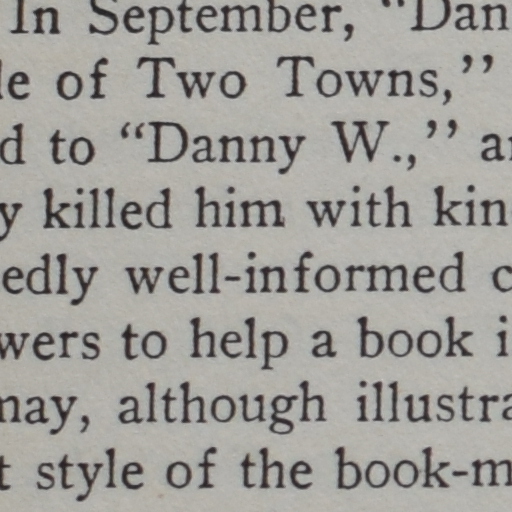 In September, “Dan
le of Two Towns,”
d to “Danny W.,” a
y killed him with kin
edly well-informed c
wers to help a book i
may, although illustra
t style of the book-m